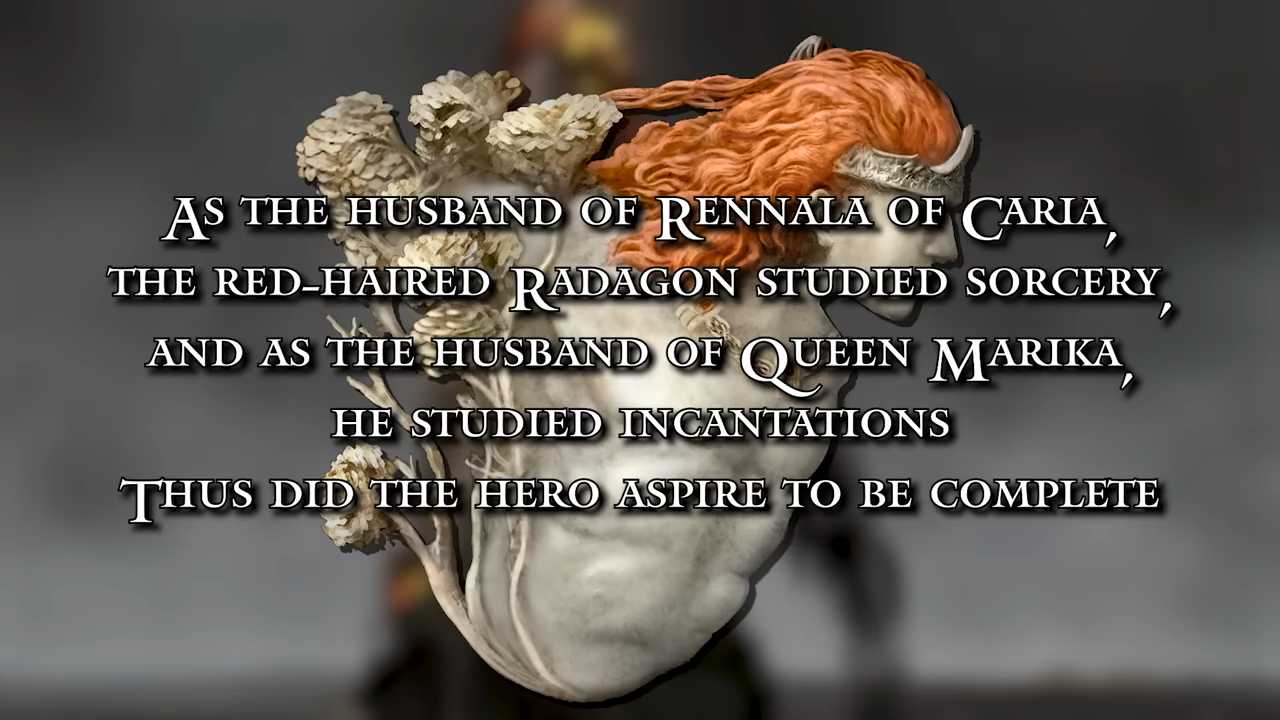 As the husband of Rennala of Caria,
the red-haired Radagon studied sorcery,
and as the husband of Queen Marika,
he studied incantations
Thus did the hero aspire to be complete